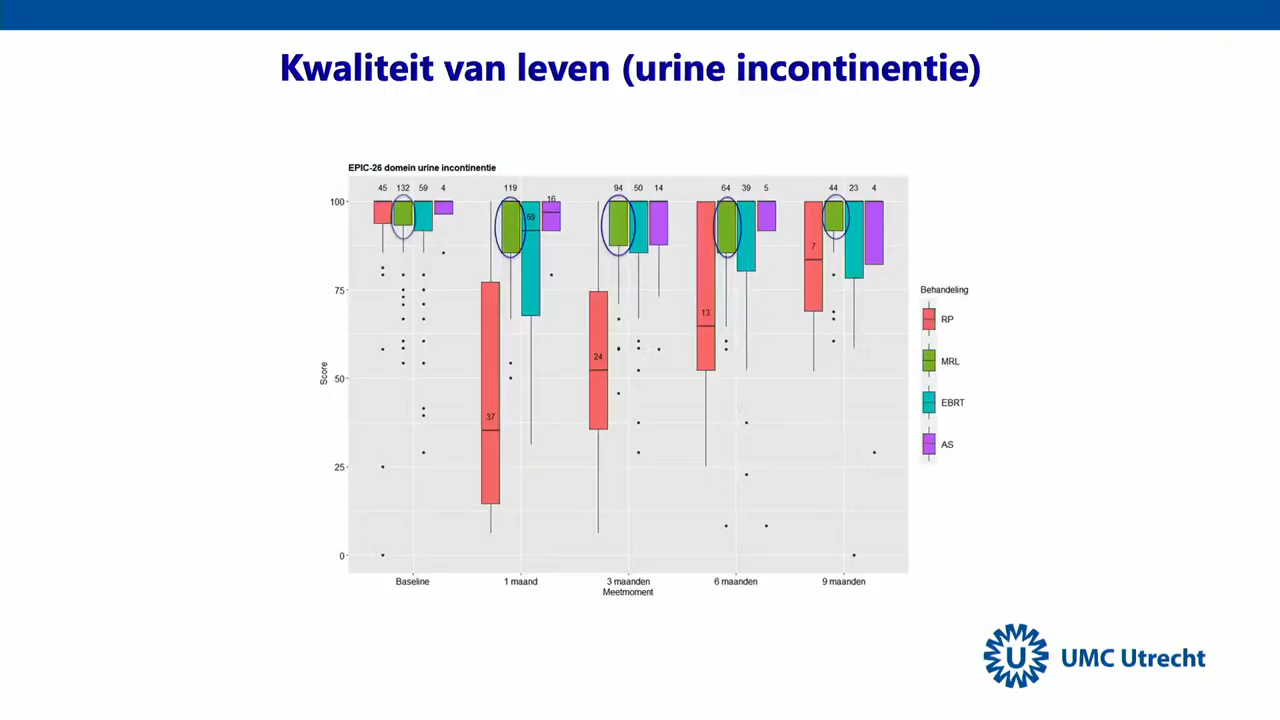 Kwaliteit van leven (urine incontinentie)
EPIC-26 domein urine incontinentie
45 132 59 4 119 16 94 50 14 64 39 5 44 23 4
100
59
7
75
13
24
Score
50
37
25
0
Baseline 1 maand 3 maanden 6 maanden 9 maanden
Meetmoment
Behandeling
RP
MRL
EBRT
AS
U UMC Utrecht